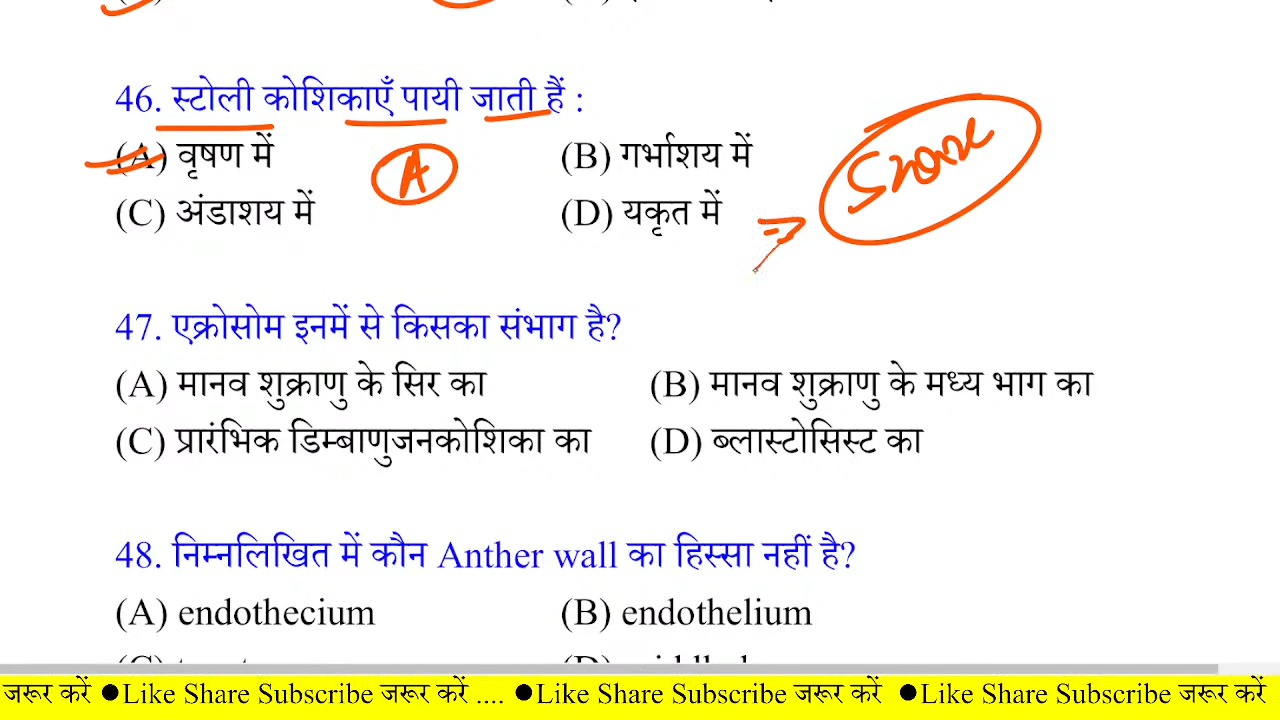 46. स्टोली कोशिकाएँ पायी जाती हैं :
(A) वृषण में (B) गर्भाशय में
A
(C) अंडाशय में (D) यकृत में
47. एक्रोसोम इनमें से किसका संभाग है?
(A) मानव शुक्राणु के सिर का (B) मानव शुक्राणु के मध्य भाग का
(C) प्रारंभिक डिम्बाणुजनकोशिका का (D) ब्लास्टोसिस्ट का
48. निम्नलिखित में कौन Anther wall का हिस्सा नहीं है?
(A) endothecium (B) endothelium
जरूर करें ●Like Share Subscribe जरूर करें .... ●Like Share Subscribe जरूर करें ●Like Share Subscribe जरूर करें